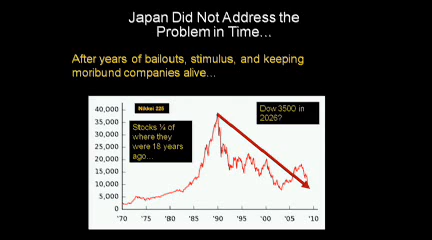 Japan Did Not Address the
Problem in Time...
After years of bailouts, stimulus, and keeping
moribund companies alive...
40,000
35,000
30,000
25,000
20,000
15,000
10,000
5,000
0
Nikkei 225
Stocks ¼ of
where they
were 18 years
ago...
Dow 3500 in
2026?
'70 '75 '80 '85 '90 '95 '00 '05 '10